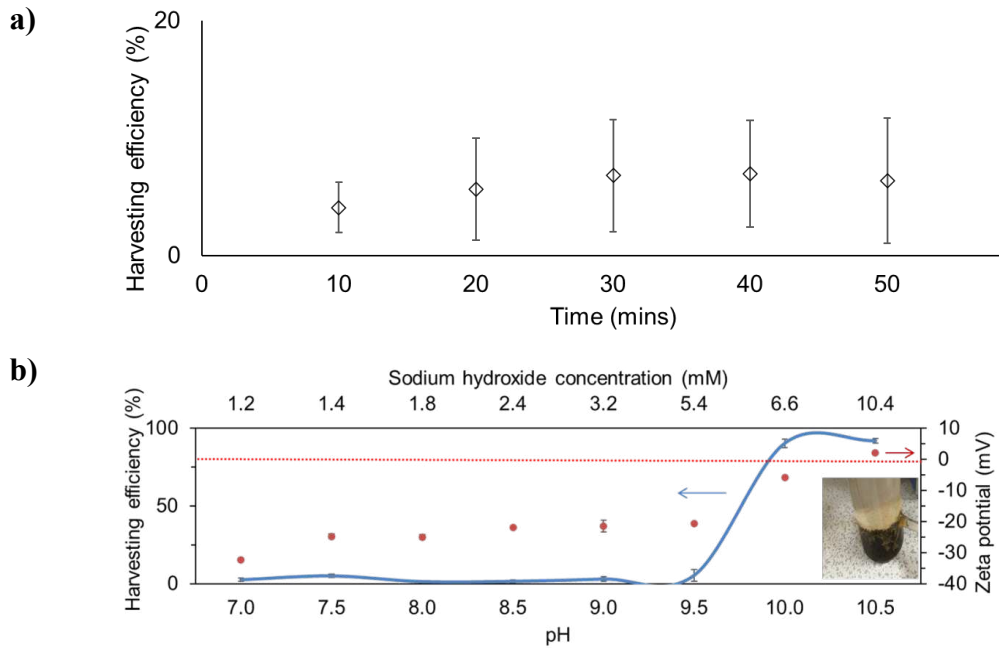 a)
Harvesting efficiency (%)
20
0
0 10 20 30 40 50
Time (mins)
b)
Sodium hydroxide concentration (mM)
1.2 1.4 1.8 2.4 3.2 5.4 6.6 10.4
Harvesting efficiency (%)
100
50
0
10
0
-10
-20
-30
-40
Zeta potntial (mV)
7.0 7.5 8.0 8.5 9.0 9.5 10.0 10.5
pH